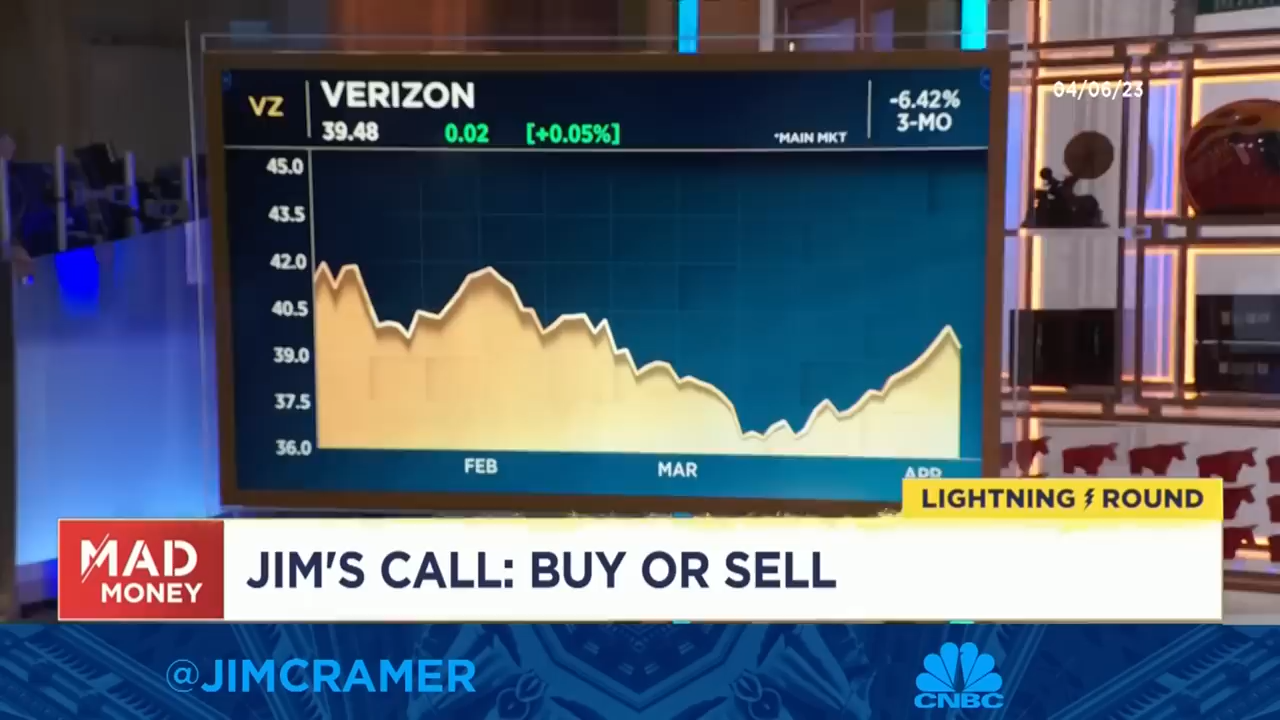 VZ
VERIZON
39.48 0.02 [+0.05%]
*MAIN MKT
-6.42%
3-MO
04/06/23
45.0
43.5
42.0
40.5
39.0
37.5
36.0
FEB MAR APR
LIGHTNING ROUND
MAD
MONEY
JIM'S CALL: BUY OR SELL
@JIMCRAMER
CNBC